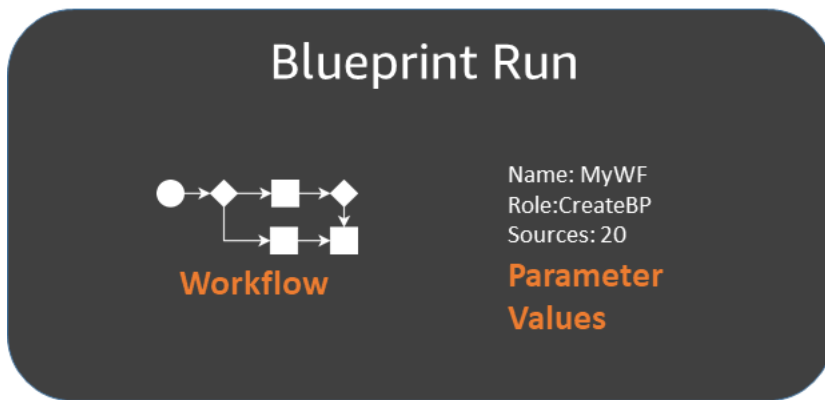 Blueprint Run
Name: MyWF
Role:CreateBP
Sources: 20
Workflow
Parameter
Values